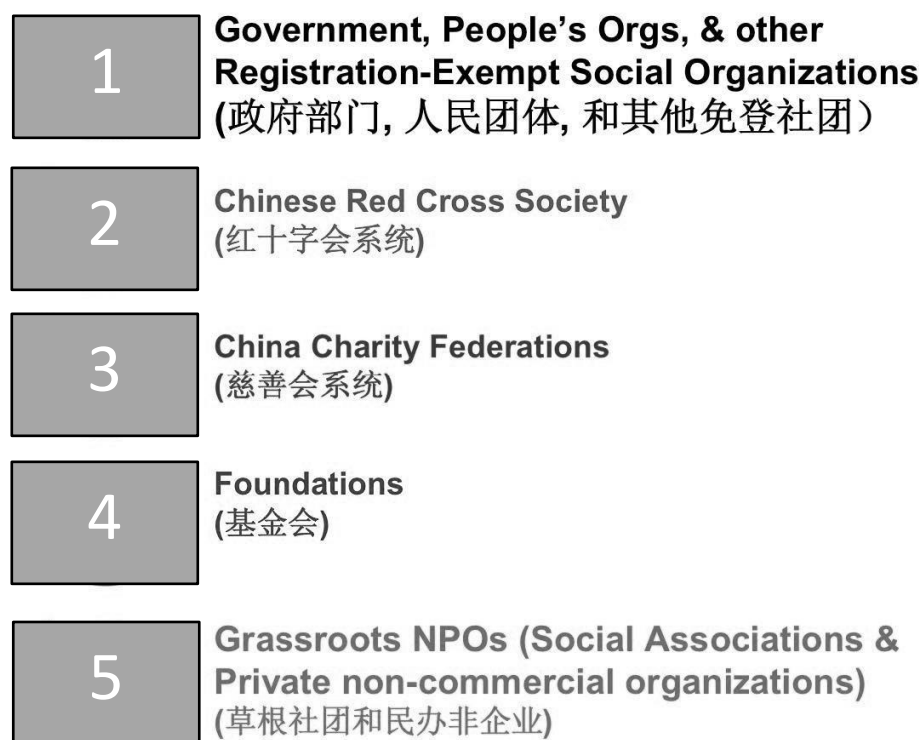 1
Government, People’s Orgs, & other
Registration-Exempt Social Organizations
(政府部门, 人民团体, 和其他免登社团）
2
Chinese Red Cross Society
(红十字会系统)
3
China Charity Federations
(慈善会系统)
4
Foundations
(基金会)
5
Grassroots NPOs (Social Associations &
Private non-commercial organizations)
(草根社团和民办非企业)